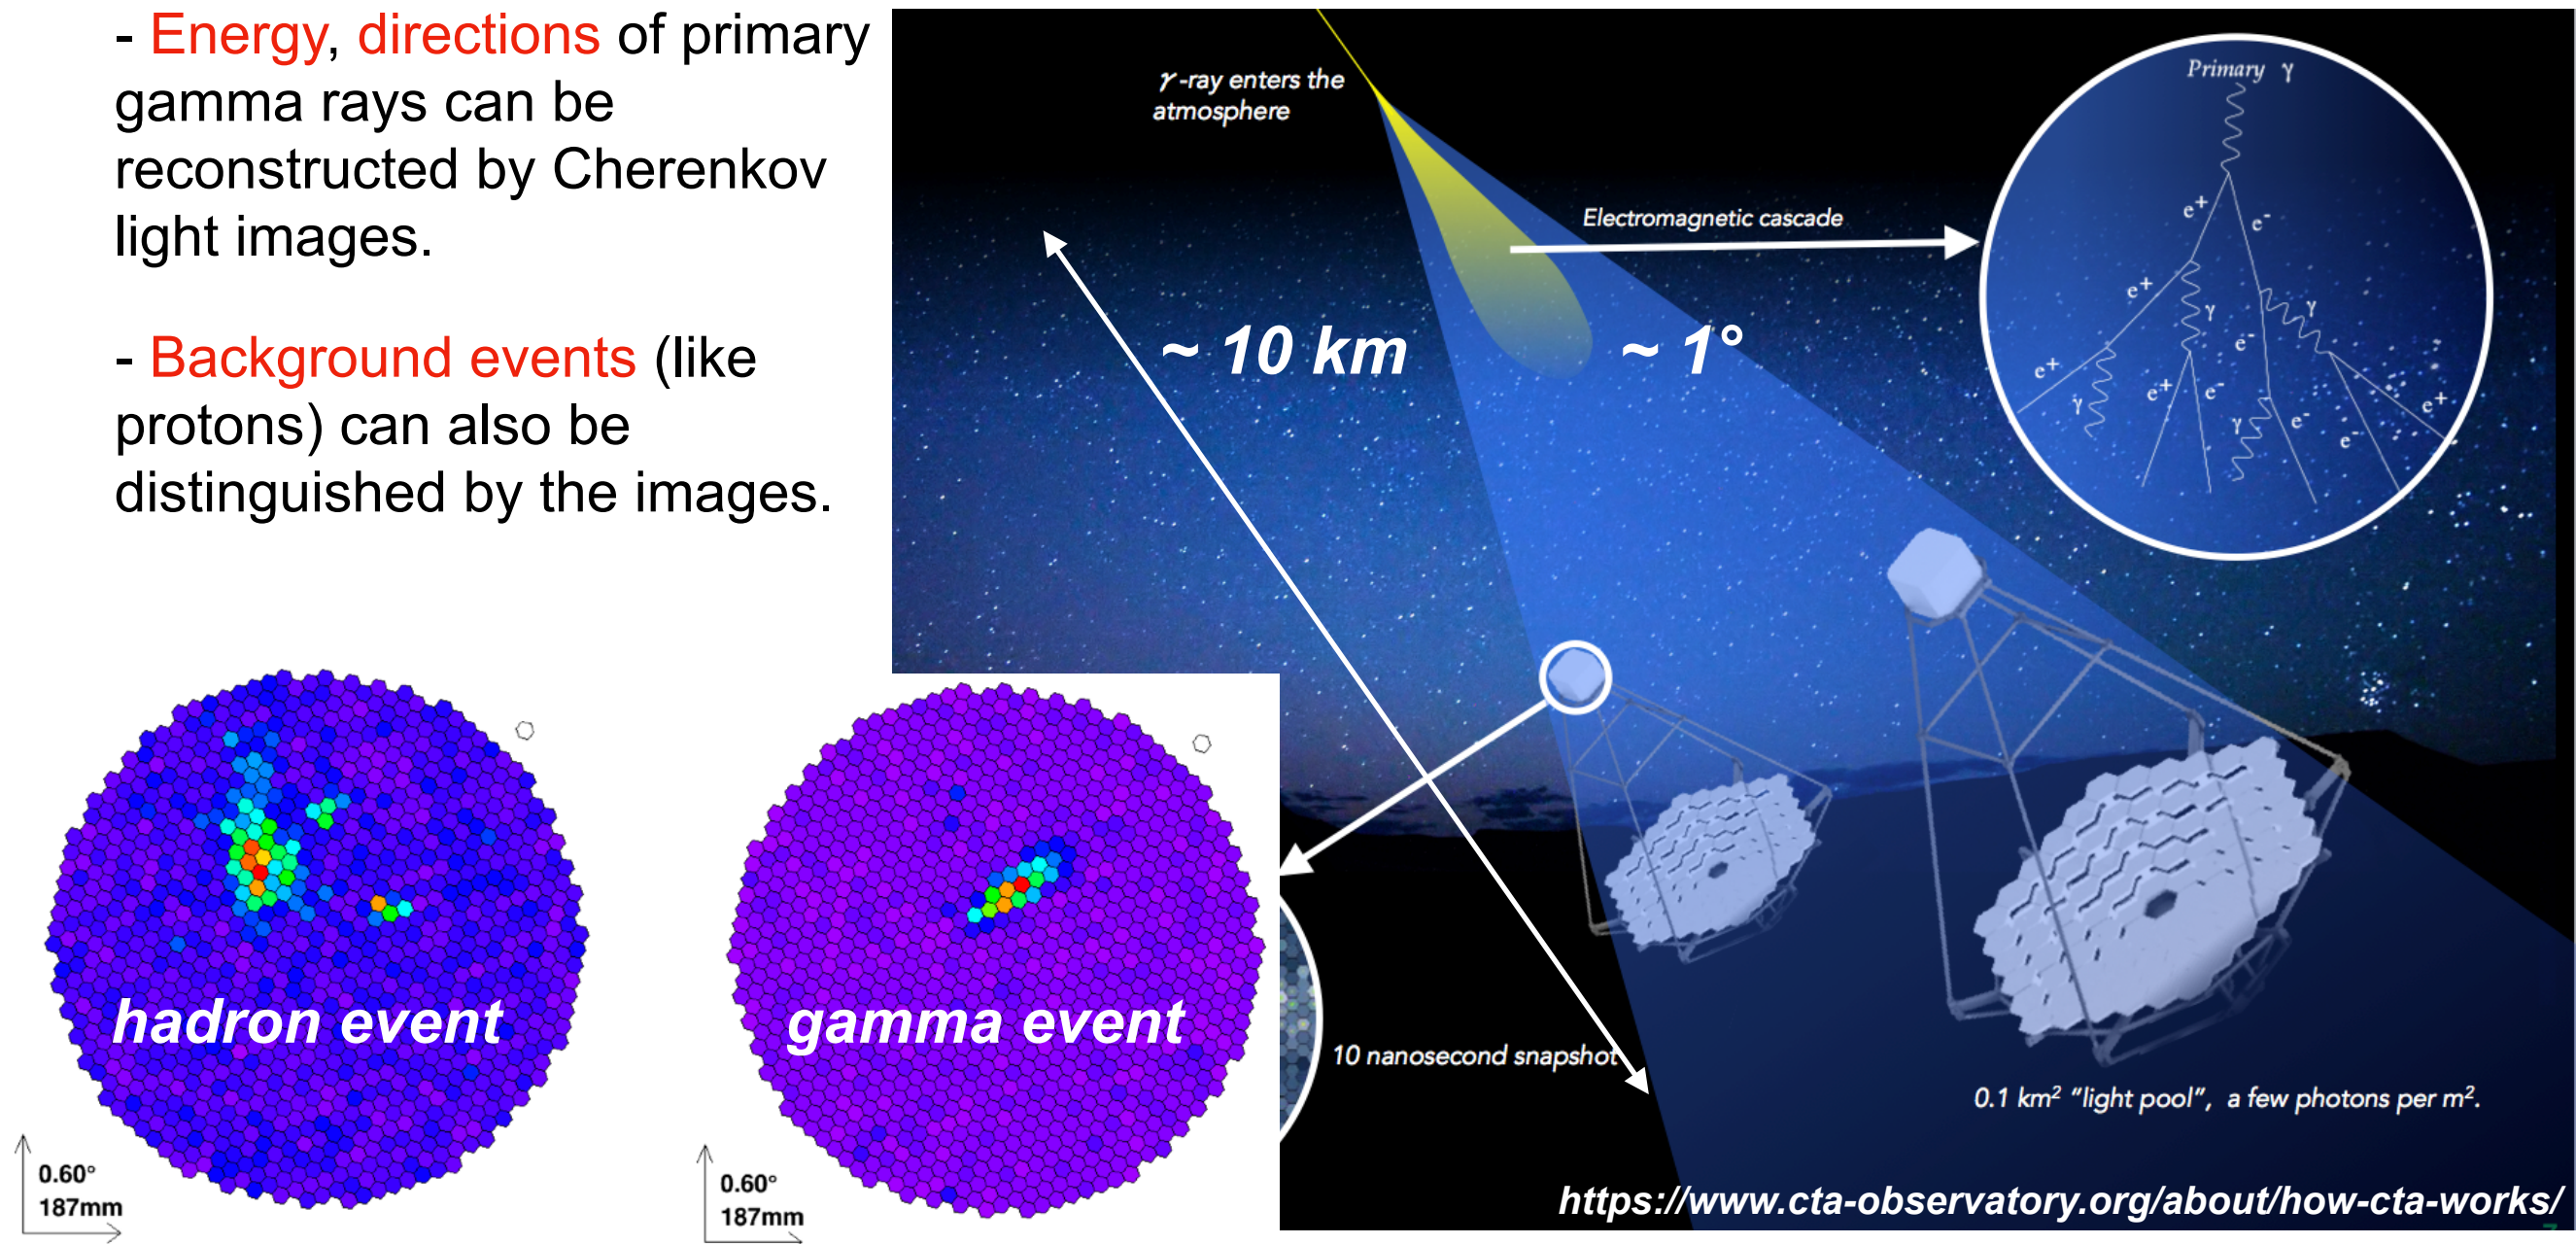 - Energy, directions of primary
gamma rays can be
reconstructed by Cherenkov
light images.
- Background events (like
protons) can also be
distinguished by the images.
γ-ray enters the
atmosphere
Electromagnetic cascade
~ 10 km
~ 1°
Primary γ
e⁺
e⁻
e⁺
γ
γ
e⁻
e⁺
γ
e⁺
e⁻
γ
e⁻
e⁻
e⁺
hadron event
gamma event
0.60°
187mm
0.60°
187mm
10 nanosecond snapshot
0.1 km² "light pool", a few photons per m².
https://www.cta-observatory.org/about/how-cta-works/